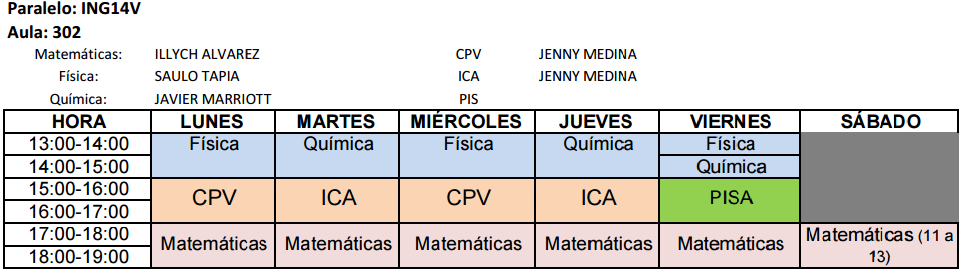 Paralelo: ING14V
Aula: 302
Matemáticas: ILLYCH ALVAREZ CPV JENNY MEDINA
Física: SAULO TAPIA ICA JENNY MEDINA
Química: JAVIER MARRIOTT PIS
HORA LUNES MARTES MIÉRCOLES JUEVES VIERNES SÁBADO
13:00-14:00 Física Química Física Química Física
14:00-15:00 Química
15:00-16:00 CPV ICA CPV ICA PISA
16:00-17:00
17:00-18:00 Matemáticas Matemáticas Matemáticas Matemáticas Matemáticas Matemáticas (11 a
18:00-19:00 13)